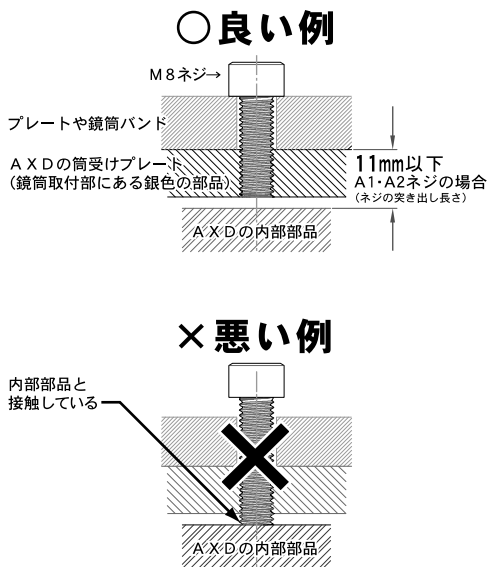 ○良い例
M8ネジ→
プレートや鏡筒バンド
AXDの筒受けプレート
(鏡筒取付部にある銀色の部品)
11mm以下
A1・A2ネジの場合
(ネジの突き出し長さ)
AXDの内部部品
×悪い例
内部部品と
接触している
AXDの内部部品